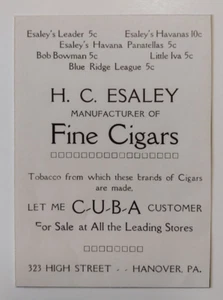 Esaley's Leader 5c Esaley's Havanas 10c
Esaley's Havana Panatellas 5c
Bob Bowman 5c Little Iva 5c
Blue Ridge League 5c
H. C. ESALEY
MANUFACTURER OF
Fine Cigars
Tobacco from which these brands of Cigars
are made,
LET ME C-U-B-A CUSTOMER
For Sale at All the Leading Stores
323 HIGH STREET - - HANOVER, PA.